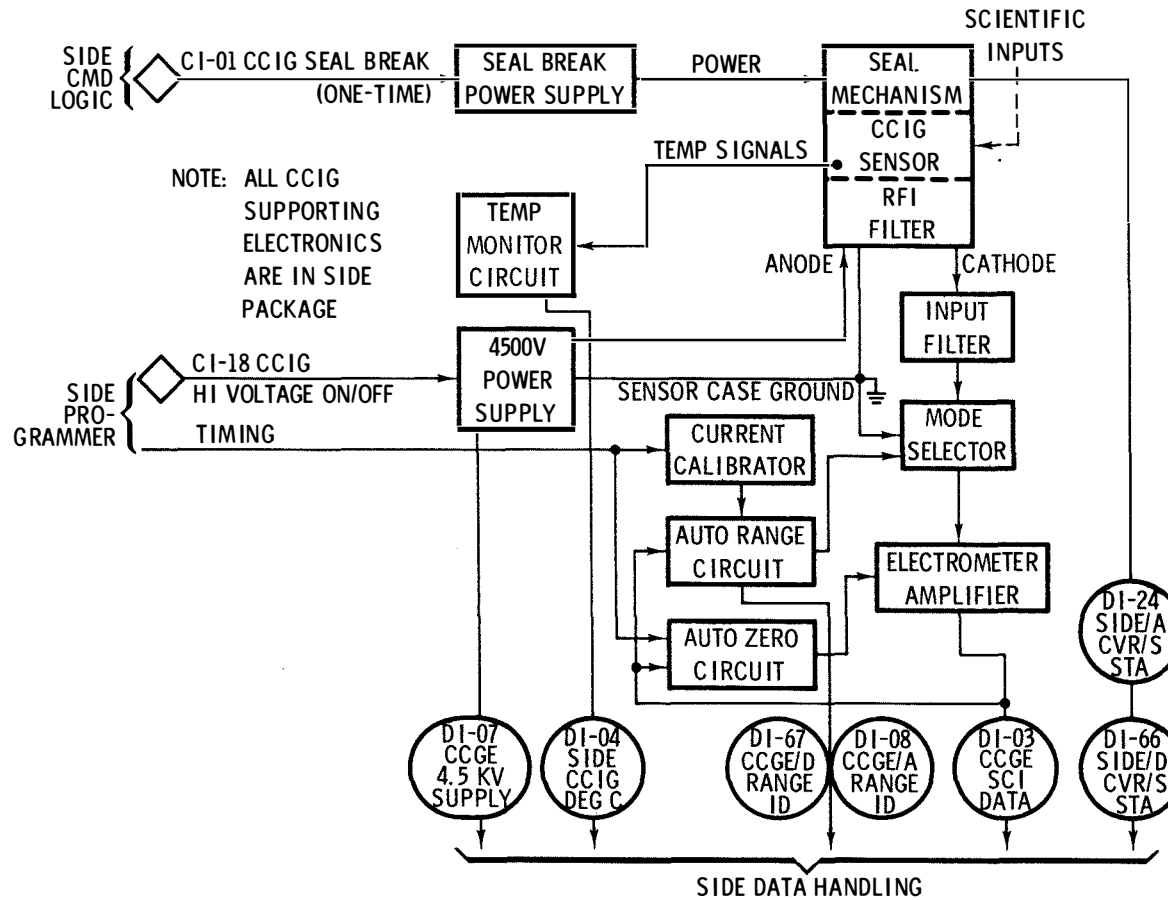 SCIENTIFIC
INPUTS
SIDE
CMD
LOGIC
CI-01 CCIG SEAL BREAK
(ONE-TIME)
SEAL BREAK
POWER SUPPLY
POWER
SEAL
MECHANISM
CCIG
SENSOR
RFI
FILTER
TEMP SIGNALS
NOTE: ALL CCIG
SUPPORTING
ELECTRONICS
ARE IN SIDE
PACKAGE
TEMP
MONITOR
CIRCUIT
ANODE
CATHODE
INPUT
FILTER
SIDE
PRO-
GRAMMER
CI-18 CCIG
HI VOLTAGE ON/OFF
TIMING
4500V
POWER
SUPPLY
SENSOR CASE GROUND
MODE
SELECTOR
CURRENT
CALIBRATOR
AUTO RANGE
CIRCUIT
ELECTROMETER
AMPLIFIER
AUTO ZERO
CIRCUIT
DI-24
SIDE/A
CVR/S
STA
DI-07
CCGE
4.5 KV
SUPPLY
DI-04
SIDE
CCIG
DEG C
DI-67
CCGE/D
RANGE
ID
DI-08
CCGE/A
RANGE
ID
DI-03
CCGE
SCI
DATA
DI-66
SIDE/D
CVR/S
STA
SIDE DATA HANDLING